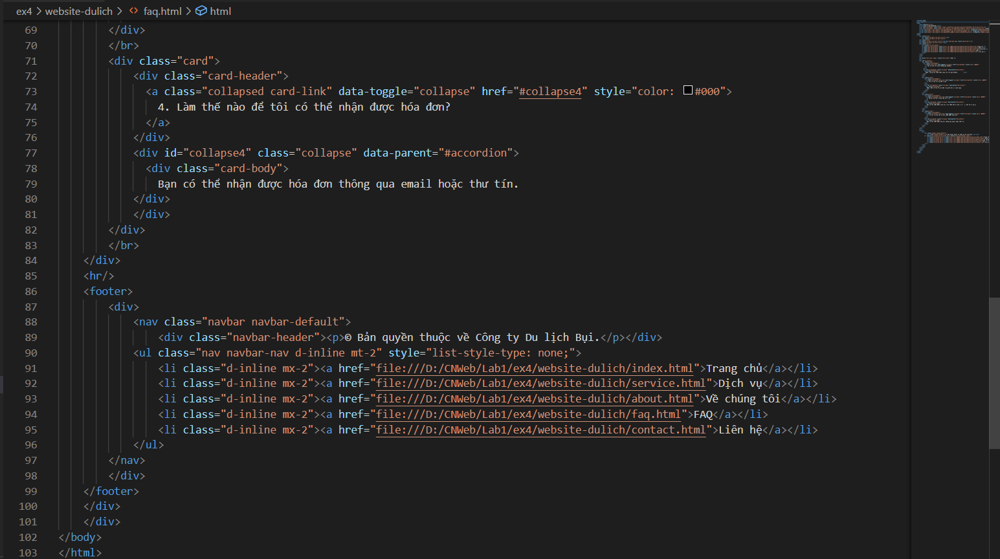 ex4 > website-dulich > <> faq.html > html
69 </div>
70 </br>
71 <div class="card">
72 <div class="card-header">
73 <a class="collapsed card-link" data-toggle="collapse" href="#collapse4" style="color: #000">
74 4. Làm thế nào để tôi có thể nhận được hóa đơn?
75 </a>
76 </div>
77 <div id="collapse4" class="collapse" data-parent="#accordion">
78 <div class="card-body">
79 Bạn có thể nhận được hóa đơn thông qua email hoặc thư tín.
80 </div>
81 </div>
82 </div>
83 </br>
84 </div>
85 <hr/>
86 <footer>
87 <div>
88 <nav class="navbar navbar-default">
89 <div class="navbar-header"><p>© Bản quyền thuộc về Công ty Du lịch Bụi.</p></div>
90 <ul class="nav navbar-nav d-inline mt-2" style="list-style-type: none;">
91 <li class="d-inline mx-2"><a href="file:///D:/CNWeb/Lab1/ex4/website-dulich/index.html">Trang chủ</a></li>
92 <li class="d-inline mx-2"><a href="file:///D:/CNWeb/Lab1/ex4/website-dulich/service.html">Dịch vụ</a></li>
93 <li class="d-inline mx-2"><a href="file:///D:/CNWeb/Lab1/ex4/website-dulich/about.html">Về chúng tôi</a></li>
94 <li class="d-inline mx-2"><a href="file:///D:/CNWeb/Lab1/ex4/website-dulich/faq.html">FAQ</a></li>
95 <li class="d-inline mx-2"><a href="file:///D:/CNWeb/Lab1/ex4/website-dulich/contact.html">Liên hệ</a></li>
96 </ul>
97 </nav>
98 </div>
99 </footer>
100 </div>
101 </div>
102 </body>
103 </html>